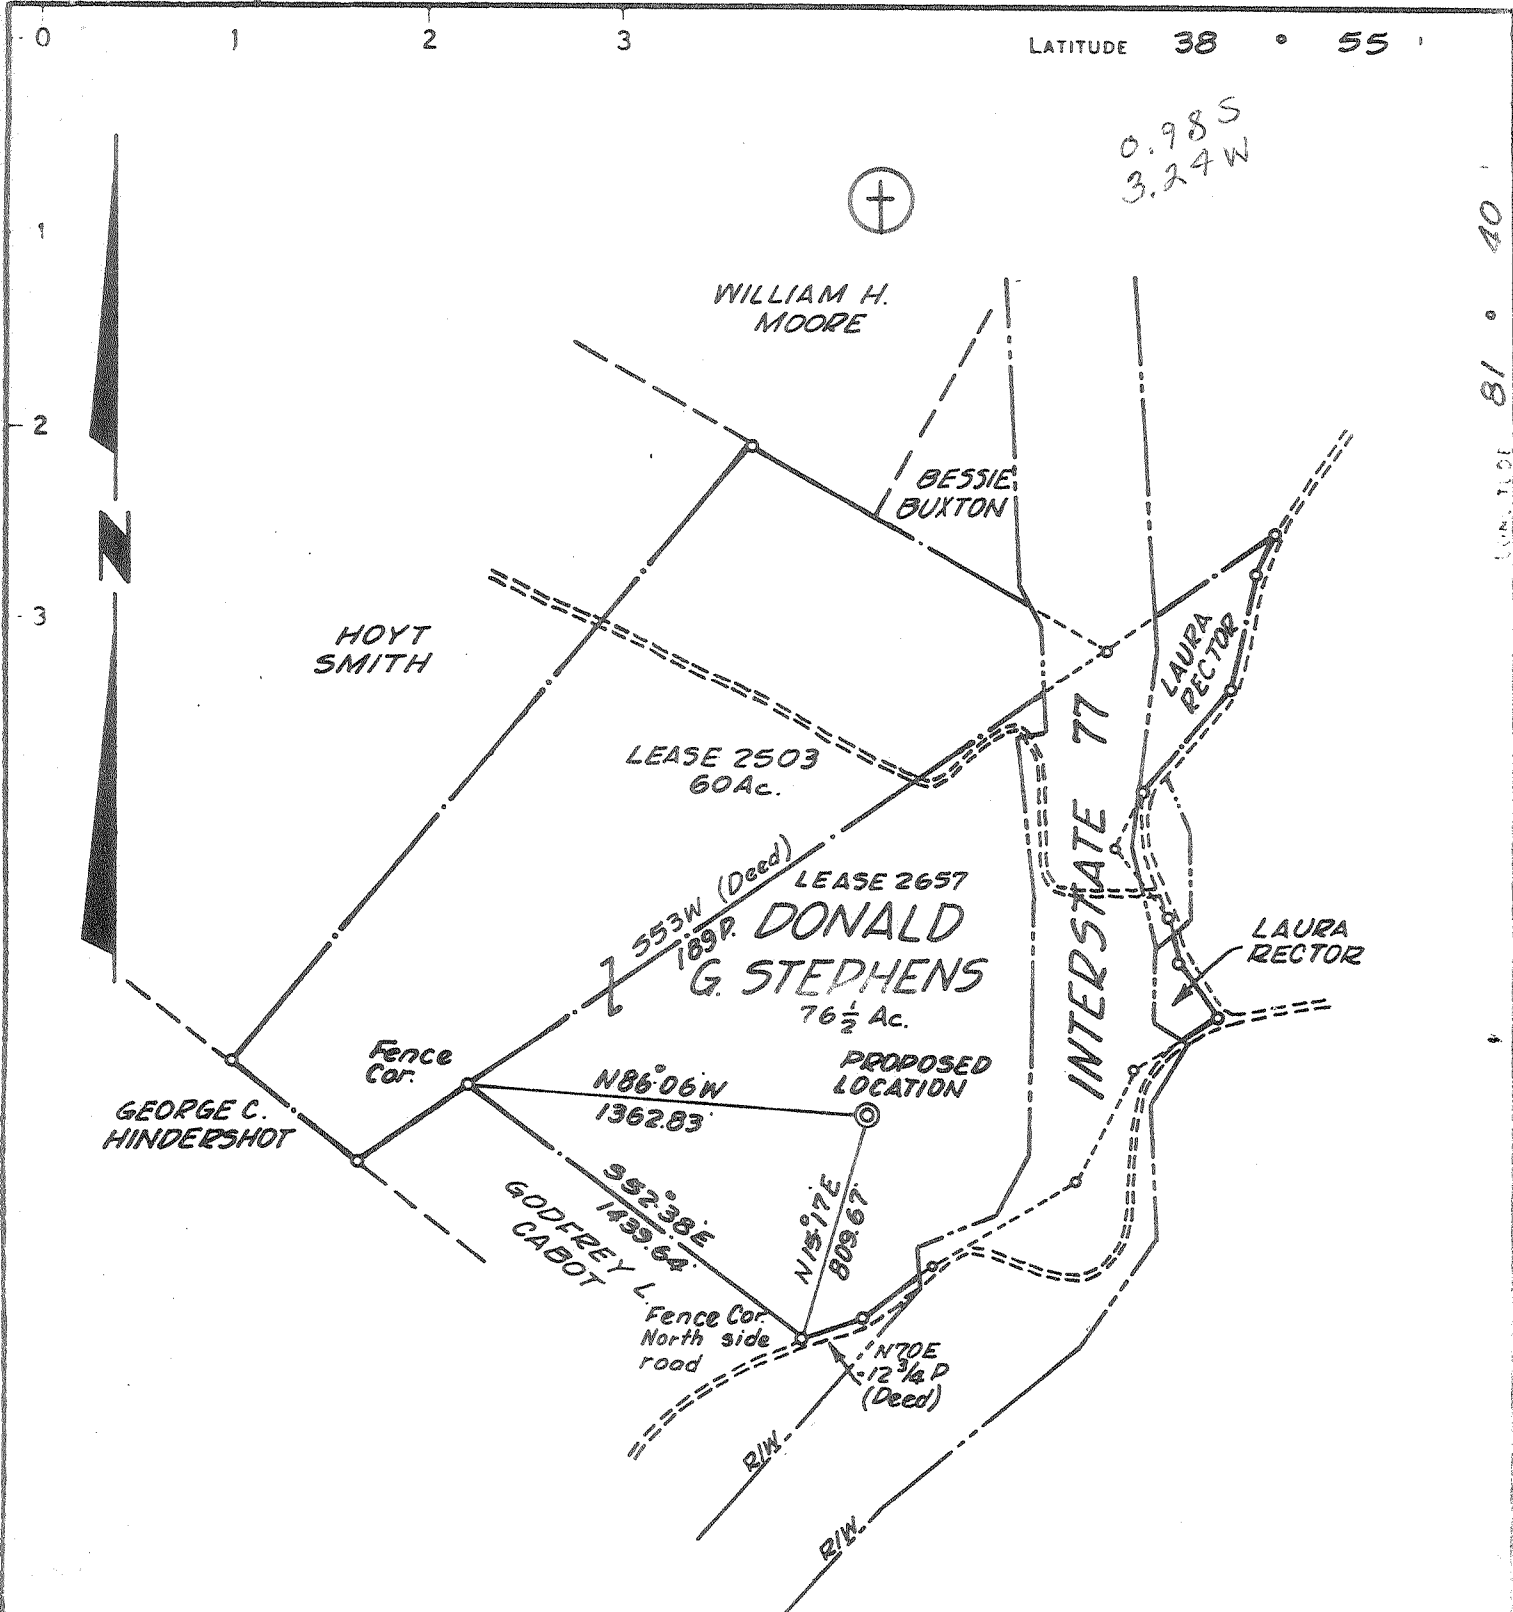 0 1 2 3 LATITUDE 38 ° 55 '
0.98 S
3.24 W
1
40 '
81 °
WILLIAM H.
MOORE
2
BESSIE
BUXTON
N
3
HOYT
SMITH
LAURA
RECTOR
LEASE 2503
60 Ac.
INTERSTATE 77
S53W (Deed)
189 P.
LEASE 2657
DONALD
G. STEPHENS
76 1/2 Ac.
LAURA
RECTOR
Fence
Cor.
PROPOSED
LOCATION
N86°06'W
1362.83'
GEORGE C.
HINDERSHOT
S52°38'E
1439.64'
N15°17'E
809.67'
GODFREY L.
CABOT
Fence Cor.
North side
road
N70E
12 3/4 P
(Deed)
R/W
R/W